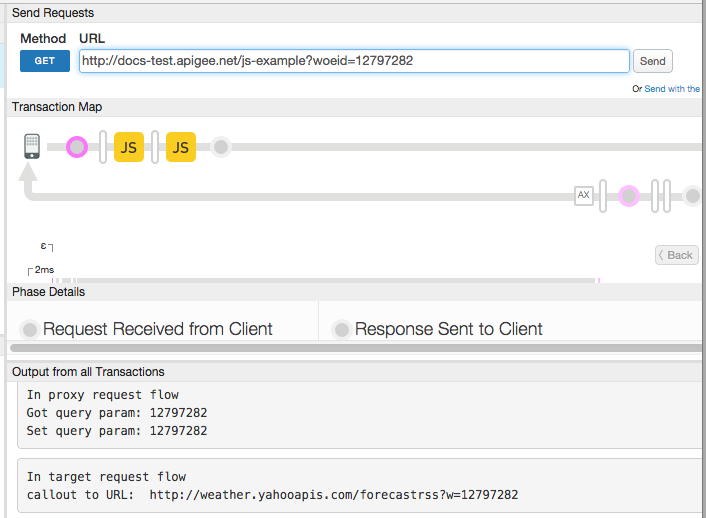 Send Requests
Method URL
GET http://docs-test.apigee.net/js-example?woeid=12797282 Send
Or Send with the
Transaction Map
JS JS
AX
ε
Back
2ms
Phase Details
Request Received from Client Response Sent to Client
Output from all Transactions
In proxy request flow
Got query param: 12797282
Set query param: 12797282
In target request flow
callout to URL: http://weather.yahooapis.com/forecastrss?w=12797282